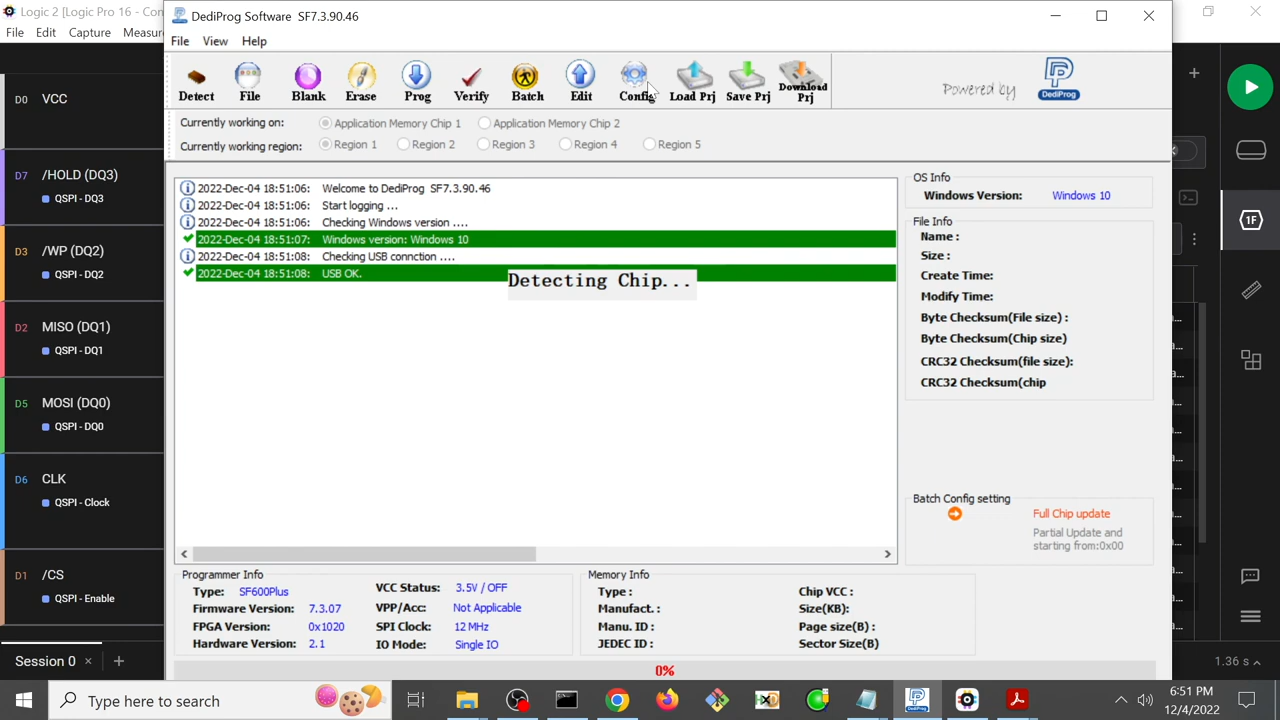 Logic 2 [Logic Pro 16 - Con
File Edit Capture Measur
D0 VCC
D7 /HOLD (DQ3)
QSPI - DQ3
D3 /WP (DQ2)
QSPI - DQ2
D2 MISO (DQ1)
QSPI - DQ1
D5 MOSI (DQ0)
QSPI - DQ0
D6 CLK
QSPI - Clock
D1 /CS
QSPI - Enable
Session 0
DediProg Software SF7.3.90.46
File View Help
Detect File Blank Erase Prog Verify Batch Edit Config Load Prj Save Prj Download Prj
Powered by DediProg
Currently working on: Application Memory Chip 1 Application Memory Chip 2
Currently working region: Region 1 Region 2 Region 3 Region 4 Region 5
2022-Dec-04 18:51:06: Welcome to DediProg SF7.3.90.46
2022-Dec-04 18:51:06: Start logging ...
2022-Dec-04 18:51:06: Checking Windows version ....
2022-Dec-04 18:51:07: Windows version: Windows 10
2022-Dec-04 18:51:08: Checking USB connction ....
2022-Dec-04 18:51:08: USB OK.
Detecting Chip...
OS Info
Windows Version: Windows 10
File Info
Name :
Size :
Create Time:
Modify Time:
Byte Checksum(File size) :
Byte Checksum(Chip size)
CRC32 Checksum(file size):
CRC32 Checksum(chip
Batch Config setting
Full Chip update
Partial Update and
starting from:0x00
Programmer Info
Type: SF600Plus VCC Status: 3.5V / OFF
Firmware Version: 7.3.07 VPP/Acc: Not Applicable
FPGA Version: 0x1020 SPI Clock: 12 MHz
Hardware Version: 2.1 IO Mode: Single IO
Memory Info
Type : Chip VCC :
Manufact. : Size(KB):
Manu. ID : Page size(B) :
JEDEC ID : Sector Size(B)
0%
1F
1.36 s
Type here to search
6:51 PM
12/4/2022